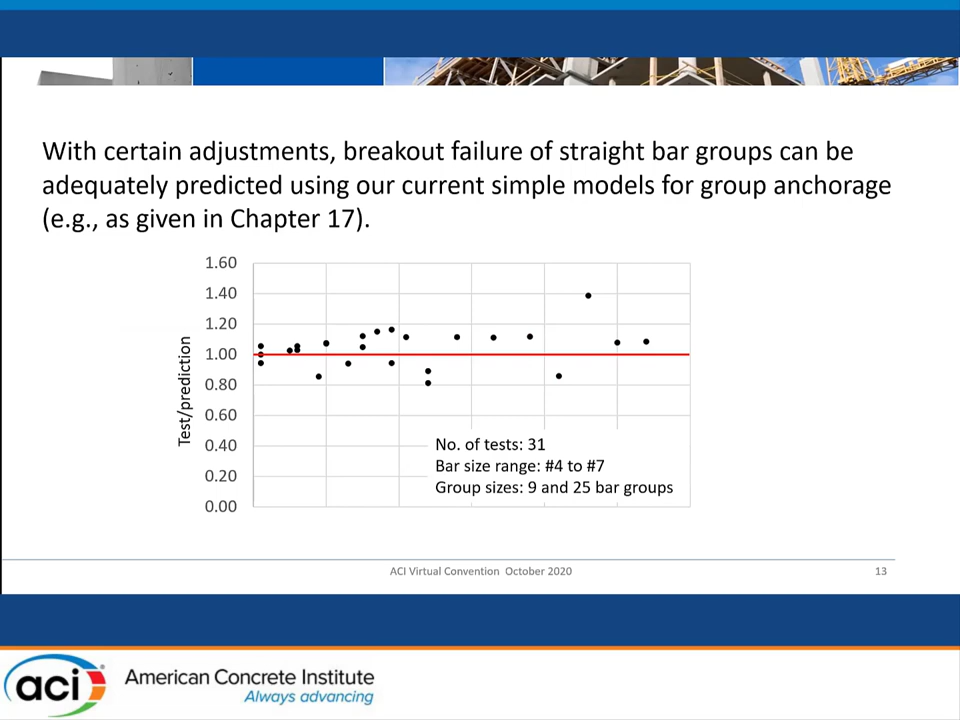 With certain adjustments, breakout failure of straight bar groups can be
adequately predicted using our current simple models for group anchorage
(e.g., as given in Chapter 17).
1.60
1.40
1.20
1.00
0.80
0.60
0.40
0.20
0.00
Test/prediction
No. of tests: 31
Bar size range: #4 to #7
Group sizes: 9 and 25 bar groups
ACI Virtual Convention October 2020
13
aci
American Concrete Institute
Always advancing